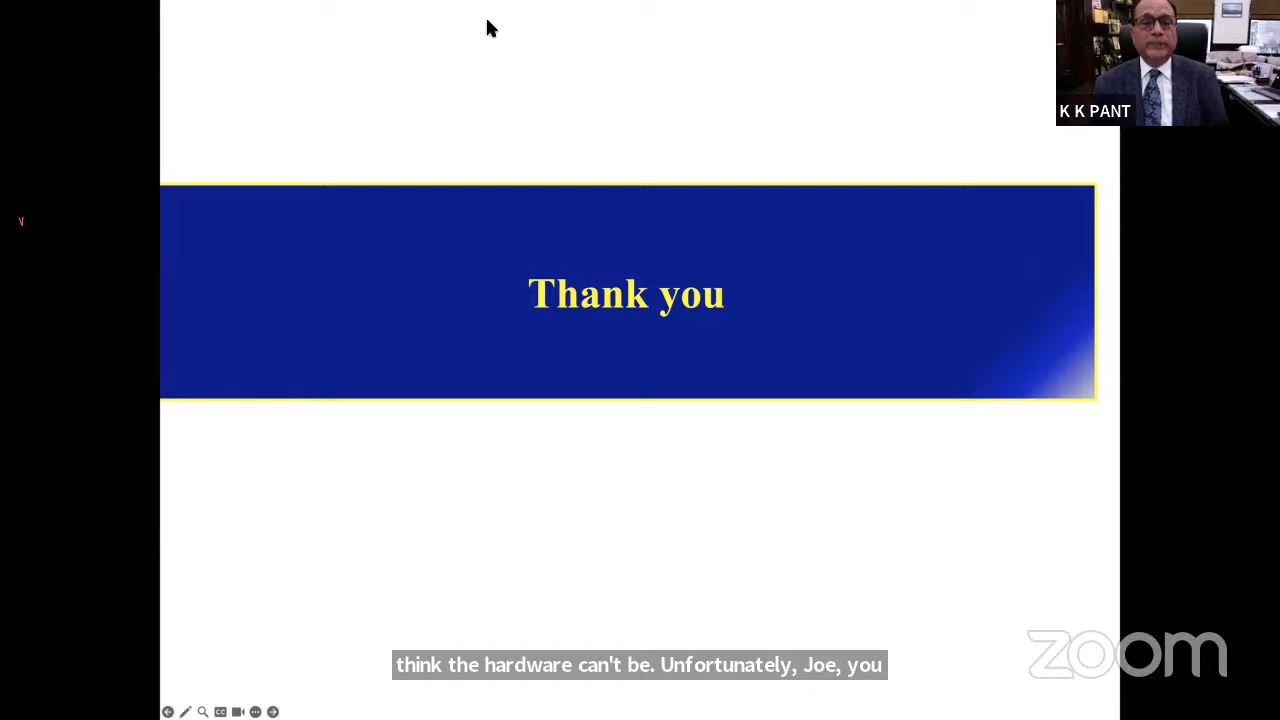 K K PANT
Thank you
think the hardware can't be. Unfortunately, Joe, you
zoom